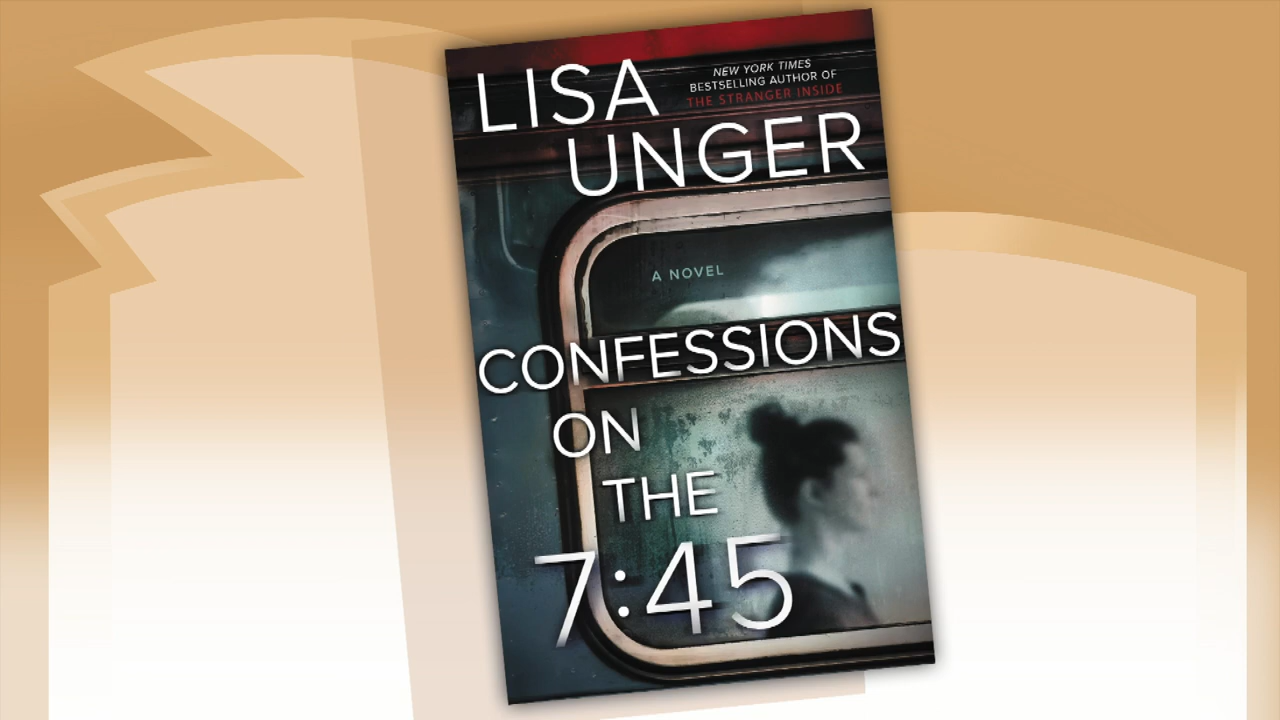 LISA
UNGER
NEW YORK TIMES
BESTSELLING AUTHOR OF
THE STRANGER INSIDE
A NOVEL
CONFESSIONS
ON
THE
7:45